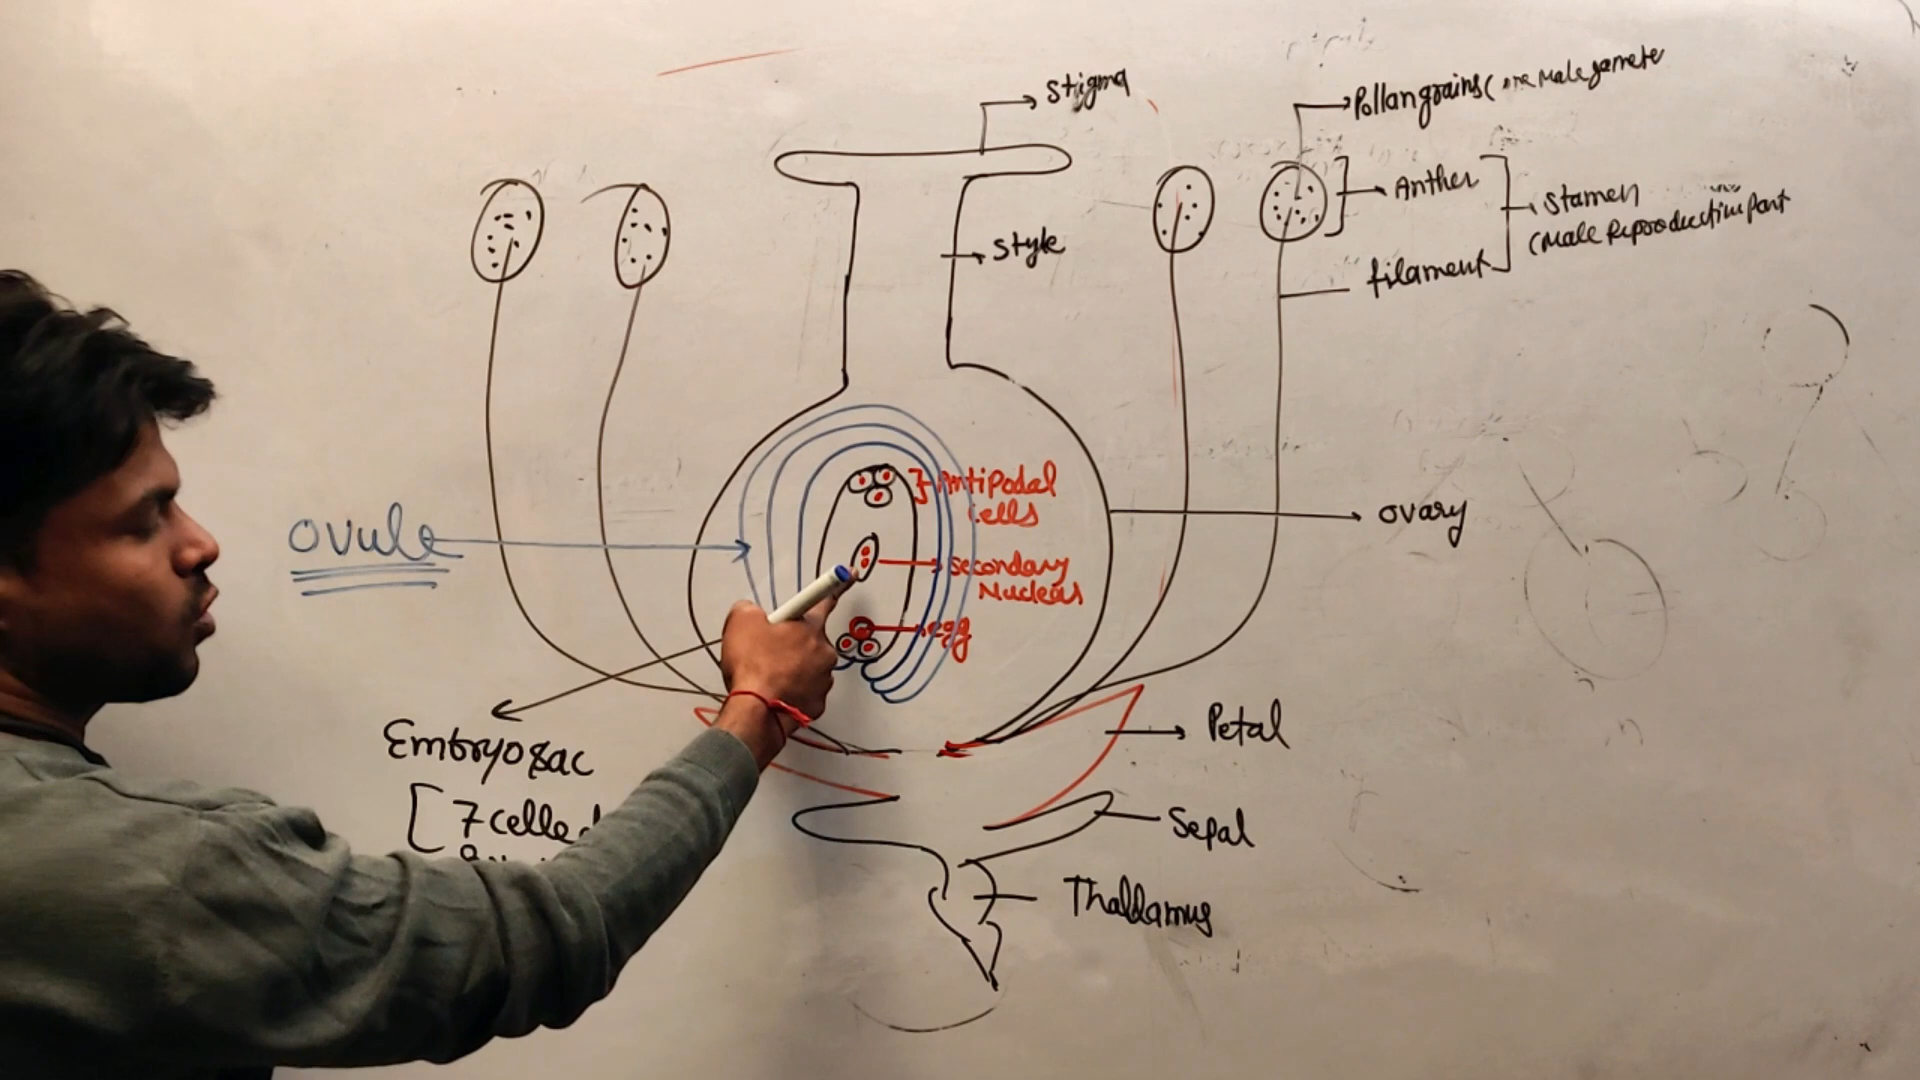 Stigma
Pollangrains( Male gamete
Anther
Stamen
(Male Reproductive Part
Style
filament
Antipodal
Cells
Ovary
Ovule
Secondary
Nucleus
egg
Petal
Embryosac
[7 celled
Sepal
Thallamus